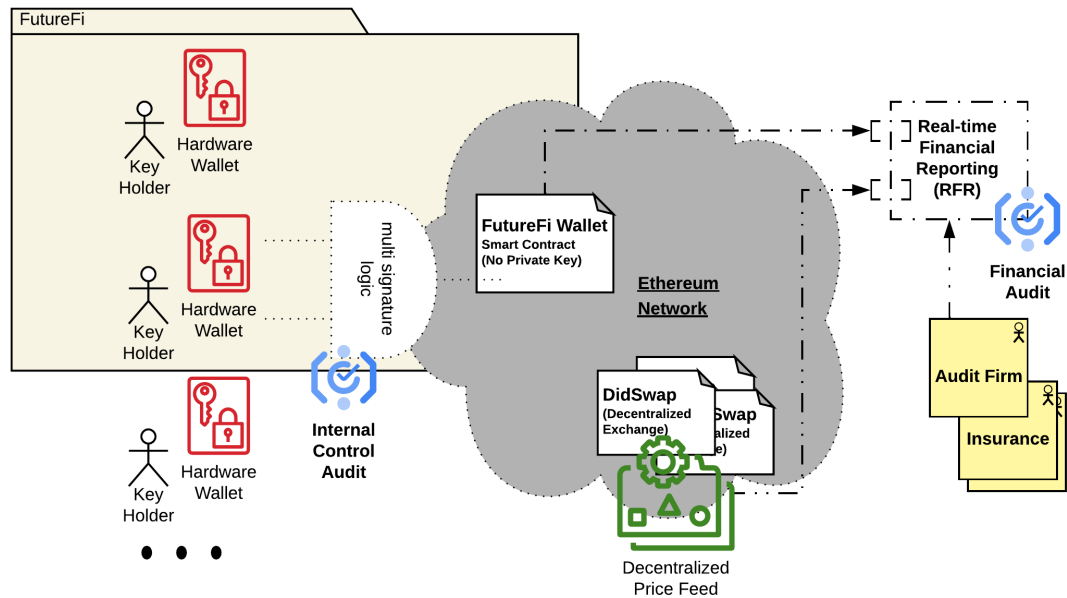 FutureFi
Key
Holder
Hardware
Wallet
Key
Holder
Hardware
Wallet
Key
Holder
Hardware
Wallet
multi signature
logic
Internal
Control
Audit
FutureFi Wallet
Smart Contract
(No Private Key)
Ethereum
Network
DidSwap
(Decentralized
Exchange)
Swap
alized
e)
Decentralized
Price Feed
Real-time
Financial
Reporting
(RFR)
Financial
Audit
Audit Firm
Insurance